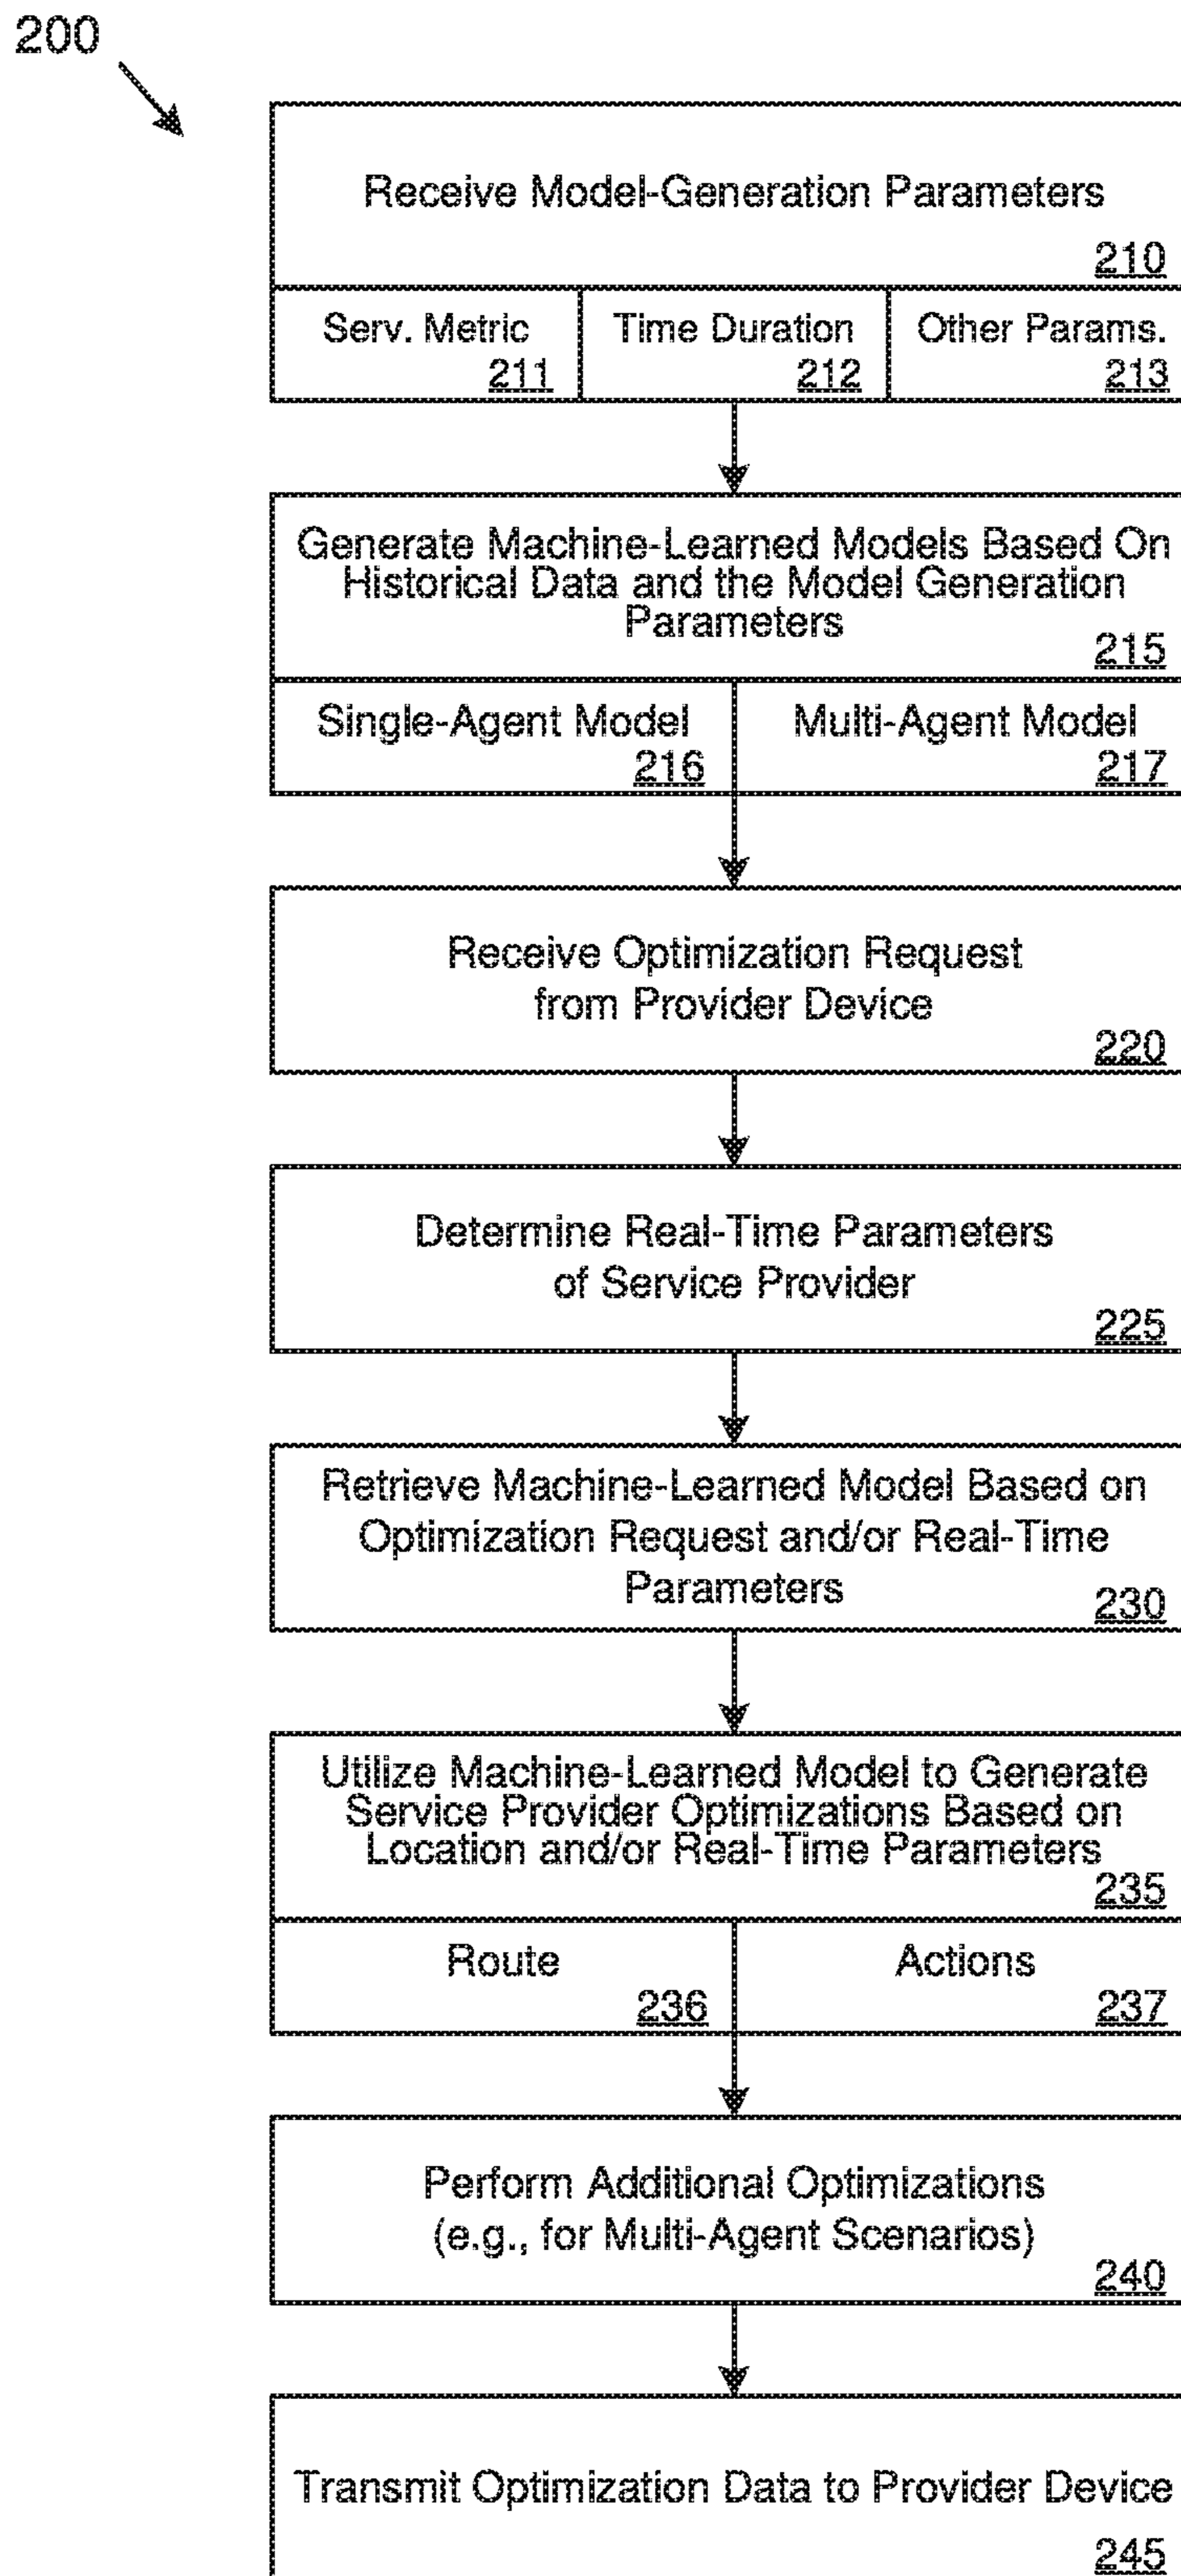 200
Receive Model-Generation Parameters
210
Serv. Metric
211
Time Duration
212
Other Params.
213
Generate Machine-Learned Models Based On
Historical Data and the Model Generation
Parameters
215
Single-Agent Model
216
Multi-Agent Model
217
Receive Optimization Request
from Provider Device
220
Determine Real-Time Parameters
of Service Provider
225
Retrieve Machine-Learned Model Based on
Optimization Request and/or Real-Time
Parameters
230
Utilize Machine-Learned Model to Generate
Service Provider Optimizations Based on
Location and/or Real-Time Parameters
235
Route
236
Actions
237
Perform Additional Optimizations
(e.g., for Multi-Agent Scenarios)
240
Transmit Optimization Data to Provider Device
245